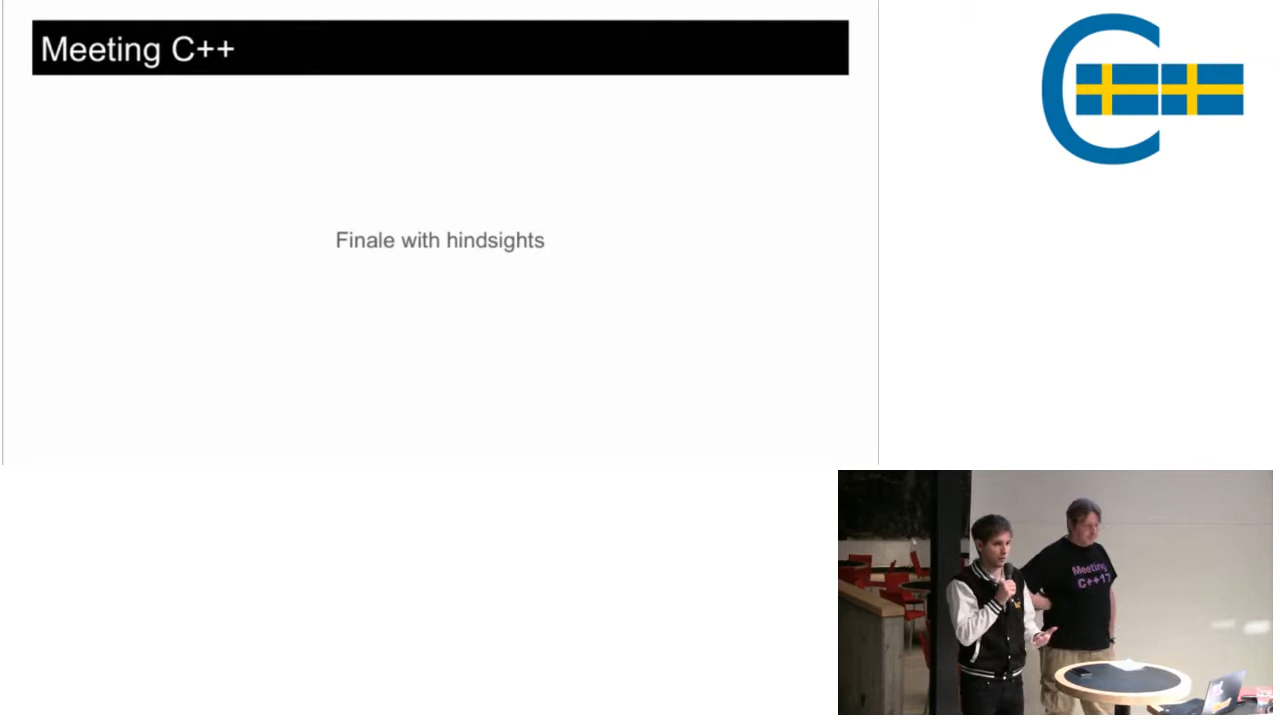 Meeting C++
Finale with hindsights
C
Meeting
C++17